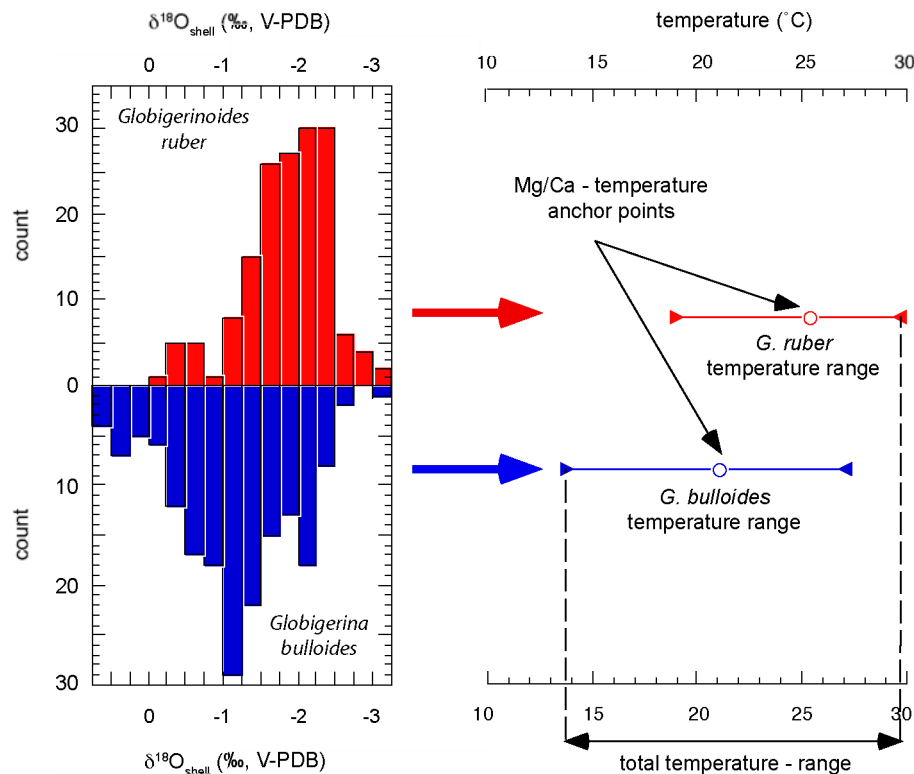 δ¹⁸Oshell (‰, V-PDB)
0 -1 -2 -3
Globigerinoides
ruber
30
20
10
0
10
20
30
count
count
Globigerina
bulloides
0 -1 -2 -3
δ¹⁸Oshell (‰, V-PDB)
temperature (˚C)
10 15 20 25 30
Mg/Ca - temperature
anchor points
G. ruber
temperature range
G. bulloides
temperature range
10 15 20 25 30
total temperature - range